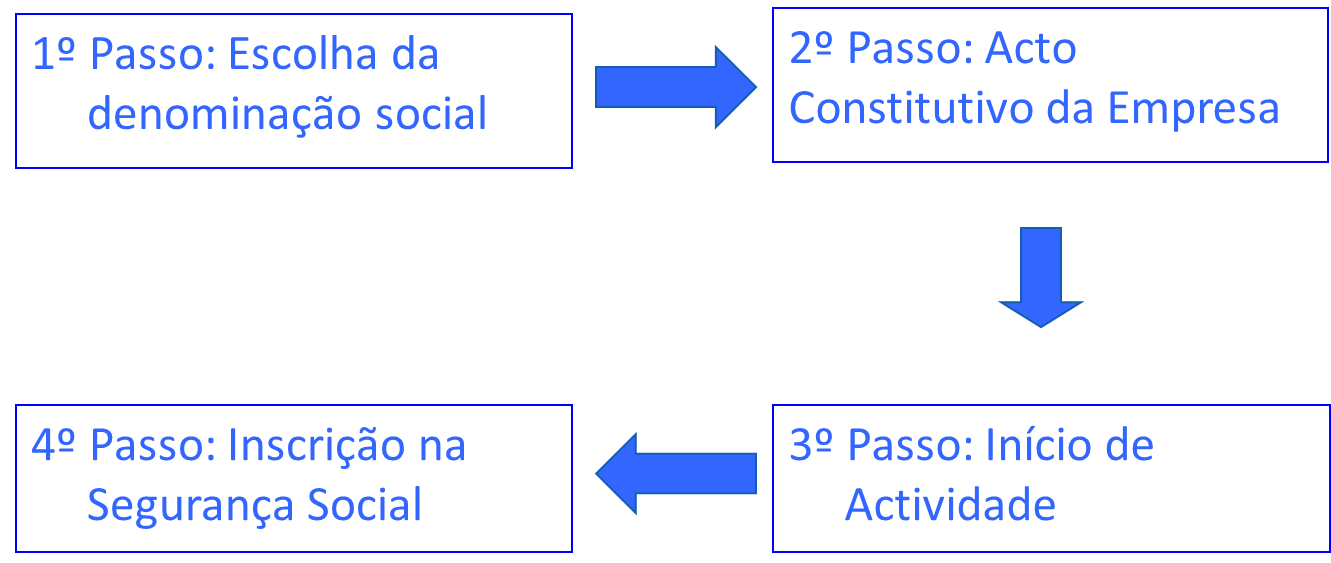 1º Passo: Escolha da
denominação social
2º Passo: Acto
Constitutivo da Empresa
3º Passo: Início de
Actividade
4º Passo: Inscrição na
Segurança Social